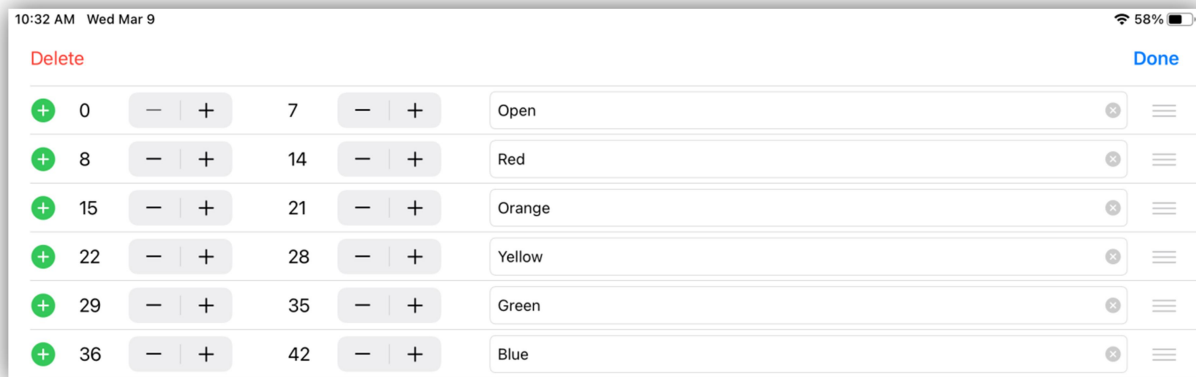 10:32 AM Wed Mar 9 58%
Delete Done
0 7 Open
8 14 Red
15 21 Orange
22 28 Yellow
29 35 Green
36 42 Blue